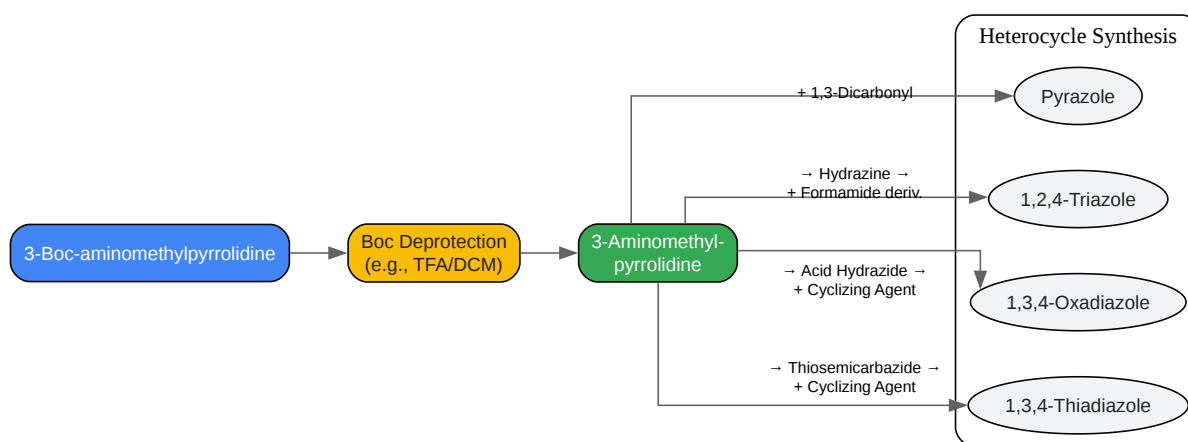 Heterocycle Synthesis
+ 1,3-Dicarbonyl
Pyrazole
→ Hydrazine →
+ Formamide deriv.
1,2,4-Triazole
3-Boc-aminomethylpyrrolidine
Boc Deprotection
(e.g., TFA/DCM)
3-Aminomethyl-
pyrrolidine
→ Acid Hydrazide →
+ Cyclizing Agent
1,3,4-Oxadiazole
→ Thiosemicarbazide →
+ Cyclizing Agent
1,3,4-Thiadiazole